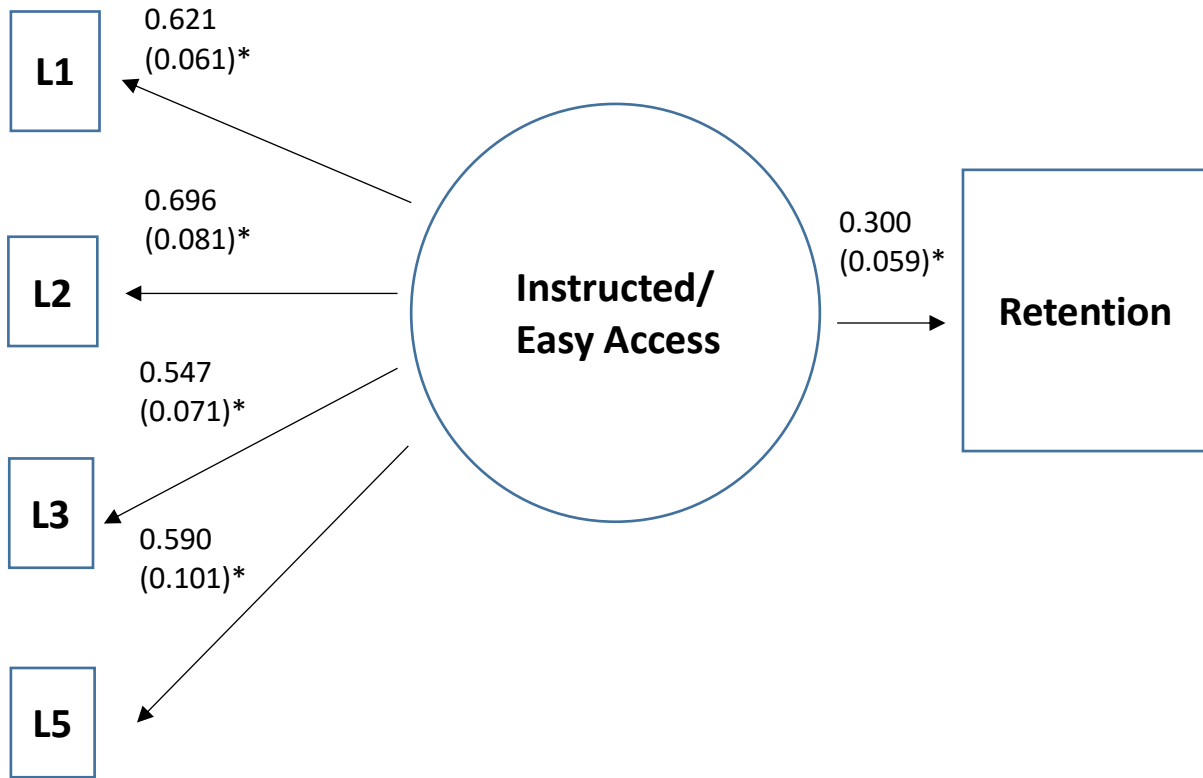 0.621
(0.061)*
L1
0.696
(0.081)*
L2
0.547
(0.071)*
L3
0.590
(0.101)*
L5
Instructed/
Easy Access
0.300
(0.059)*
Retention